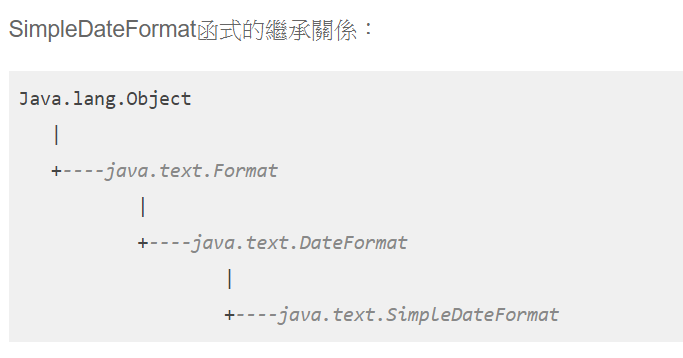 SimpleDateFormat函式的繼承關係：
Java.lang.Object
   |
   +----java.text.Format
           |
           +----java.text.DateFormat
                   |
                   +----java.text.SimpleDateFormat